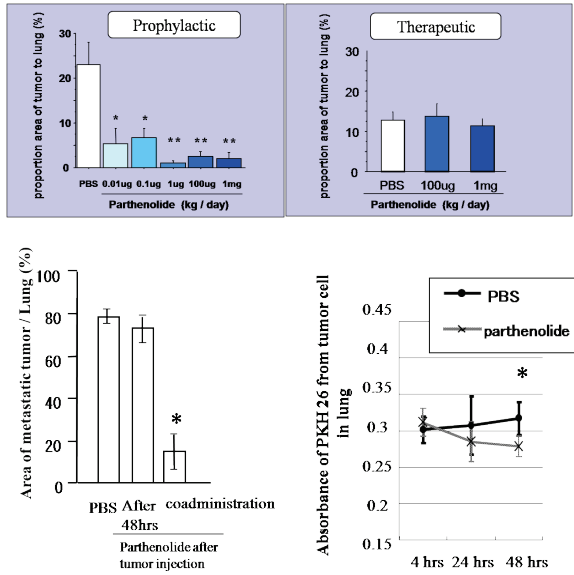 Prophylactic
proportion area of tumor to lung (%)
30
20
10
0
* * ** ** **
PBS 0.01ug 0.1ug 1ug 100ug 1mg
Parthenolide (kg / day)
Therapeutic
proportion area of tumor to lung (%)
30
20
10
0
PBS 100ug 1mg
Parthenolide (kg / day)
Area of metastatic tumor / Lung (%)
100
80
60
40
20
0
*
PBS After coadministration
48hrs
Parthenolide after
tumor injection
Absorbance of PKH 26 from tumor cell
in lung
PBS
parthenolide
0.45
0.4
0.35
0.3
0.25
0.2
0.15
*
4 hrs 24 hrs 48 hrs